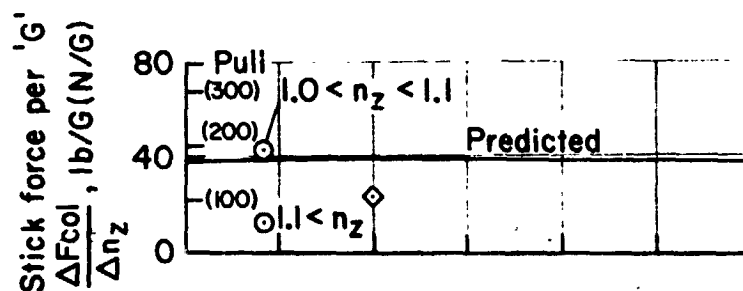 Stick force per 'G'
ΔFcol
Δnz
, lb/G(N/G)
80
40
0
(300)
(200)
(100)
Pull
1.0 < nz < 1.1
Predicted
1.1 < nz